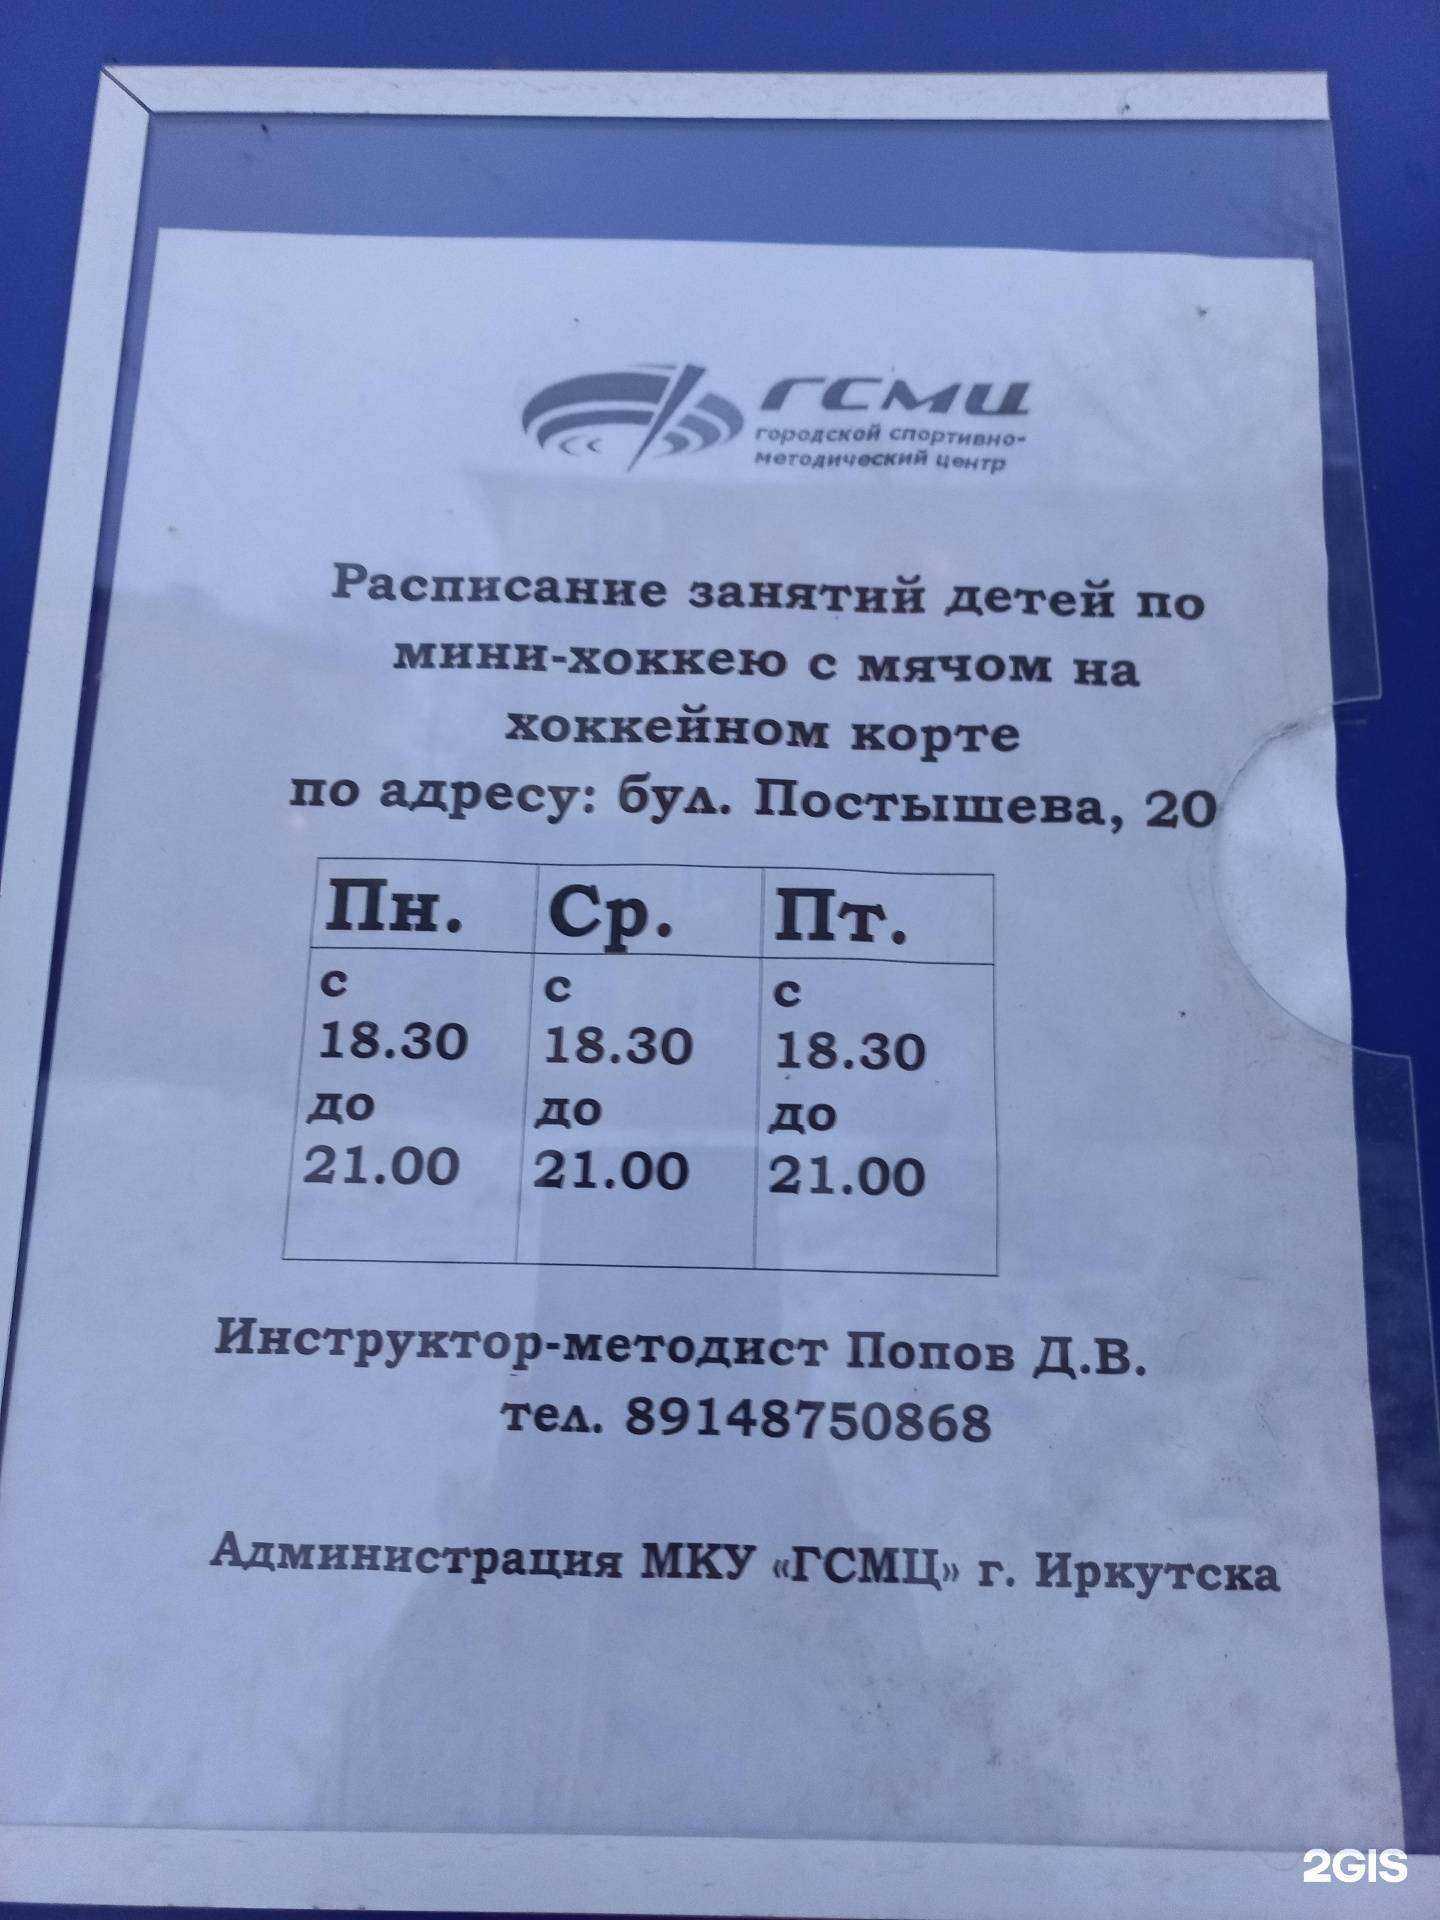 ГСМЦ
городской спортивно-
методический центр
Расписание занятий детей по
мини-хоккею с мячом на
хоккейном корте
по адресу: бул. Постышева, 20
Пн. Ср. Пт.
с с с
18.30 18.30 18.30
до до до
21.00 21.00 21.00
Инструктор-методист Попов Д.В.
тел. 89148750868
Администрация МКУ «ГСМЦ» г. Иркутска
2GIS